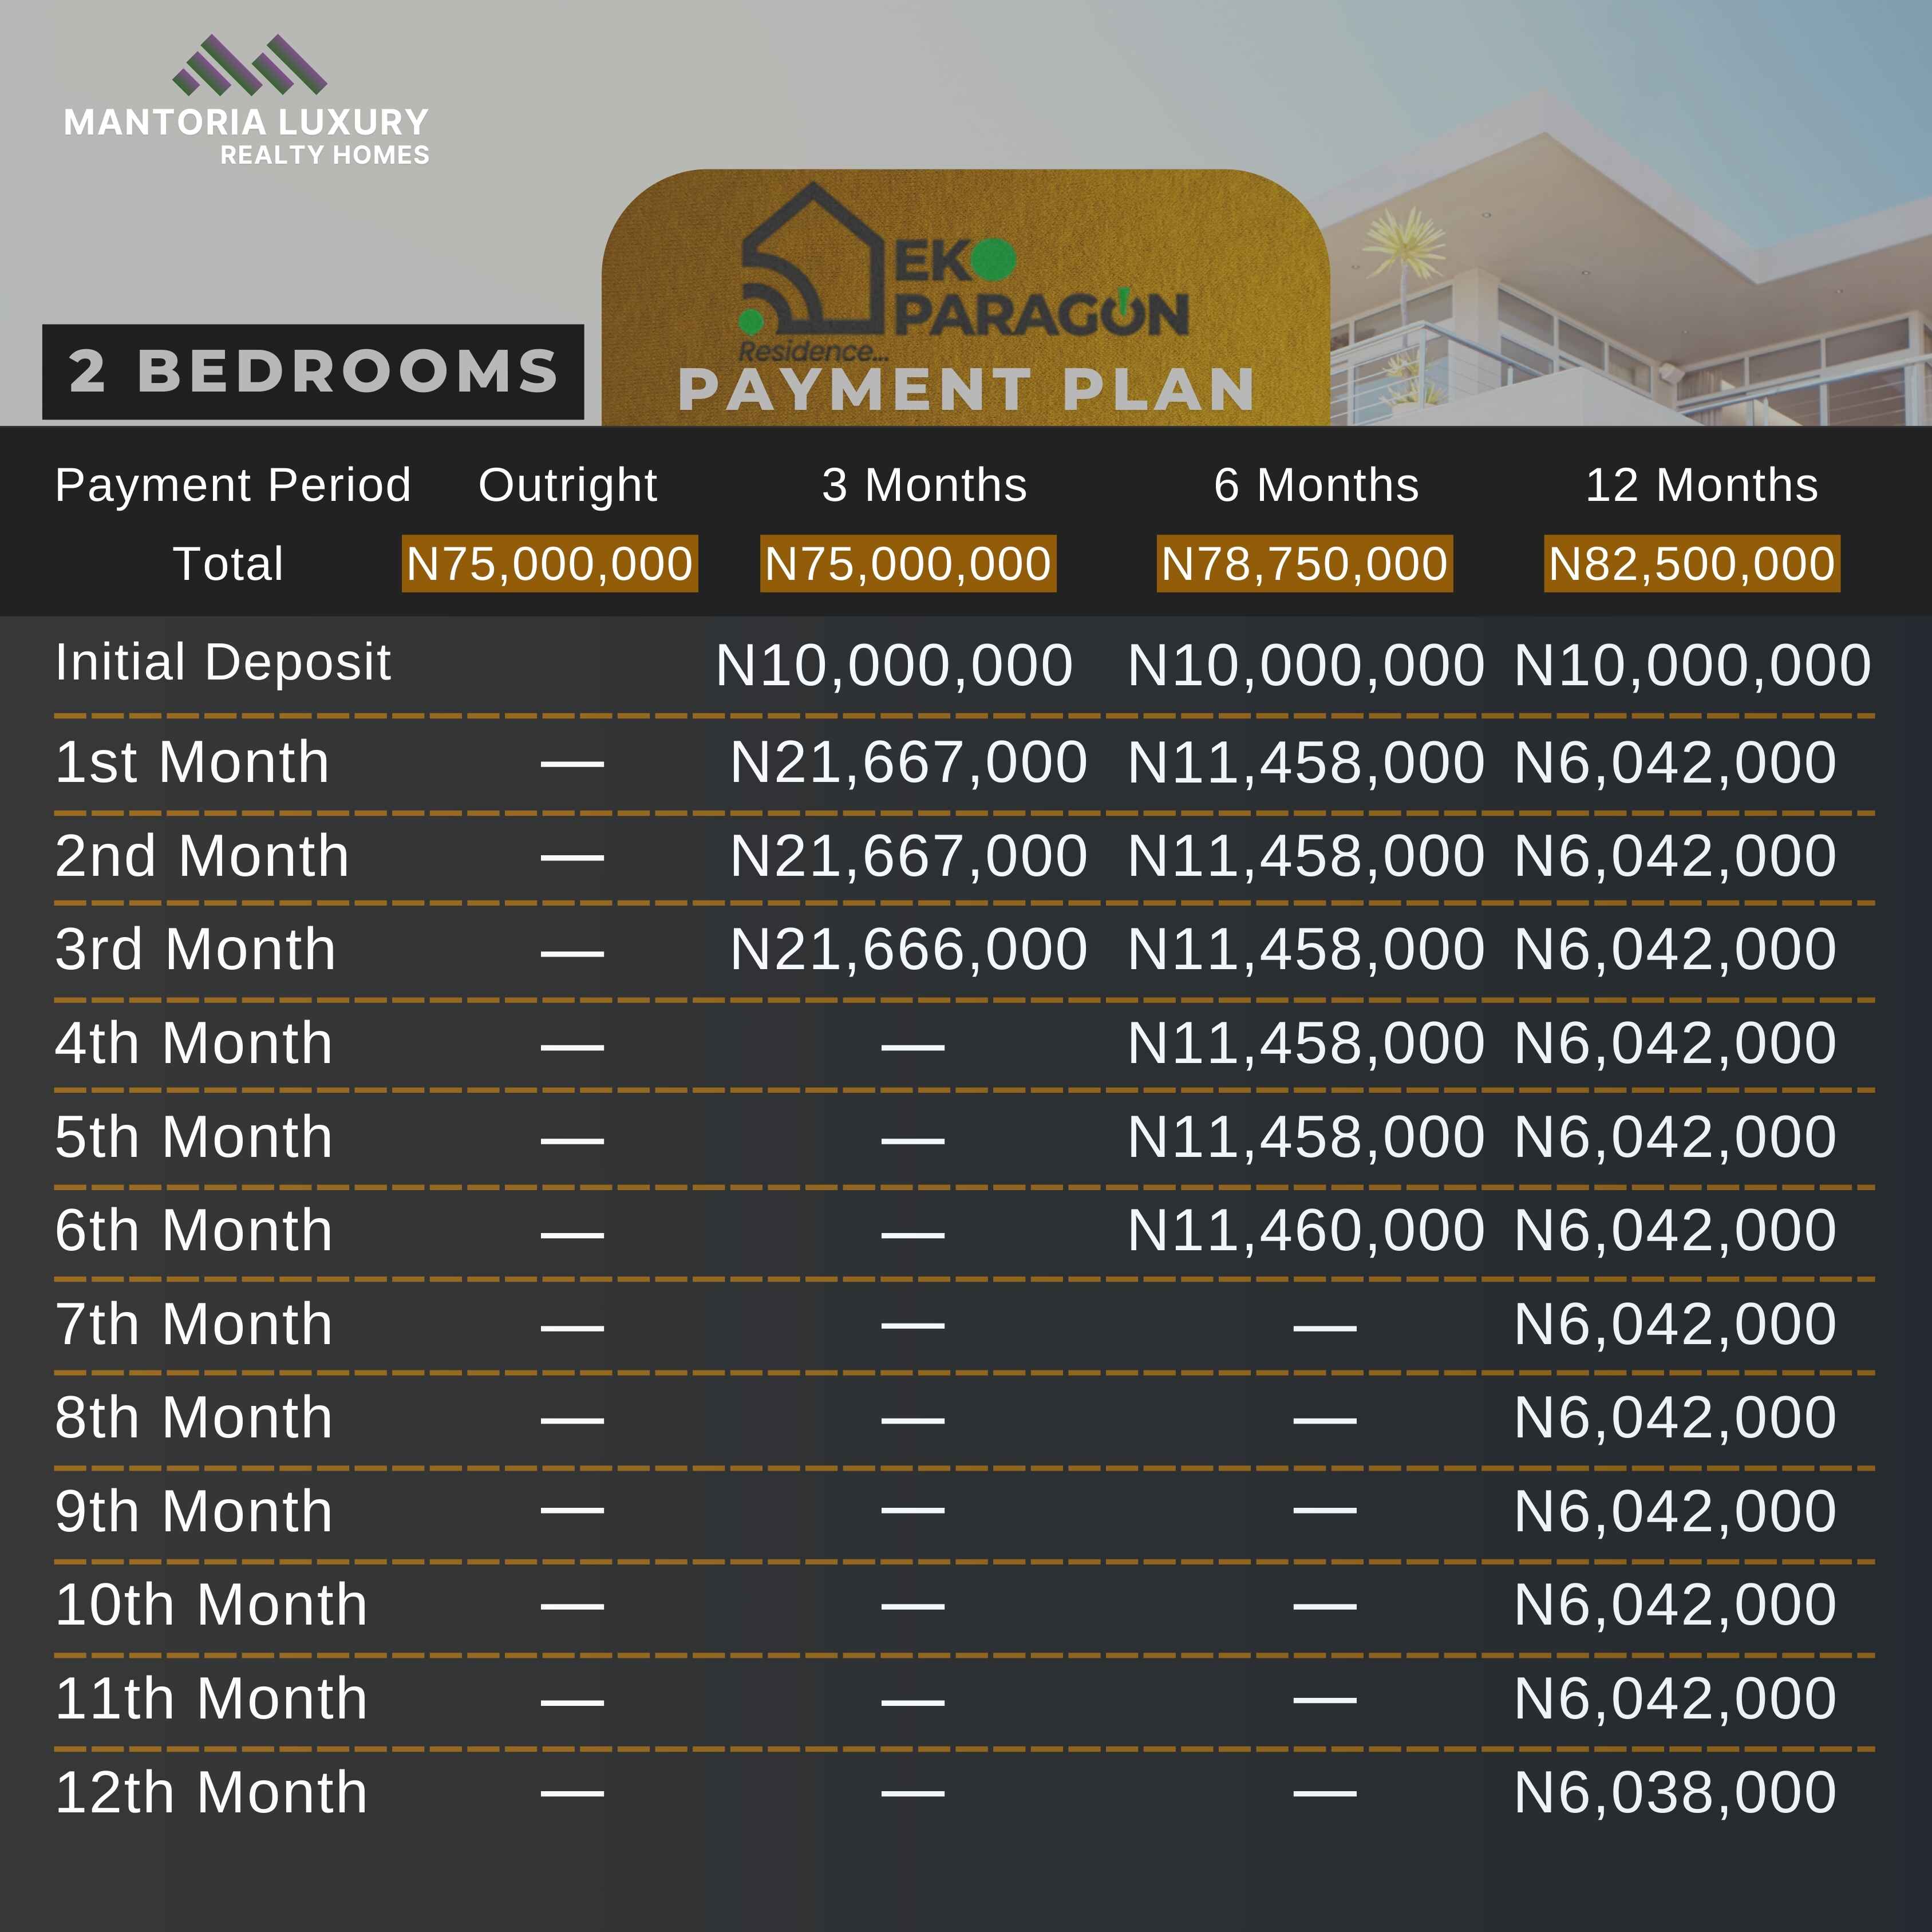 MANTORIA LUXURY
REALTY HOMES
EKO
PARAGON
Residence...
2 BEDROOMS
PAYMENT PLAN
Payment Period Outright 3 Months 6 Months 12 Months
Total N75,000,000 N75,000,000 N78,750,000 N82,500,000
Initial Deposit N10,000,000 N10,000,000 N10,000,000
1st Month — N21,667,000 N11,458,000 N6,042,000
2nd Month — N21,667,000 N11,458,000 N6,042,000
3rd Month — N21,666,000 N11,458,000 N6,042,000
4th Month — — N11,458,000 N6,042,000
5th Month — — N11,458,000 N6,042,000
6th Month — — N11,460,000 N6,042,000
7th Month — — — N6,042,000
8th Month — — — N6,042,000
9th Month — — — N6,042,000
10th Month — — — N6,042,000
11th Month — — — N6,042,000
12th Month — — — N6,038,000